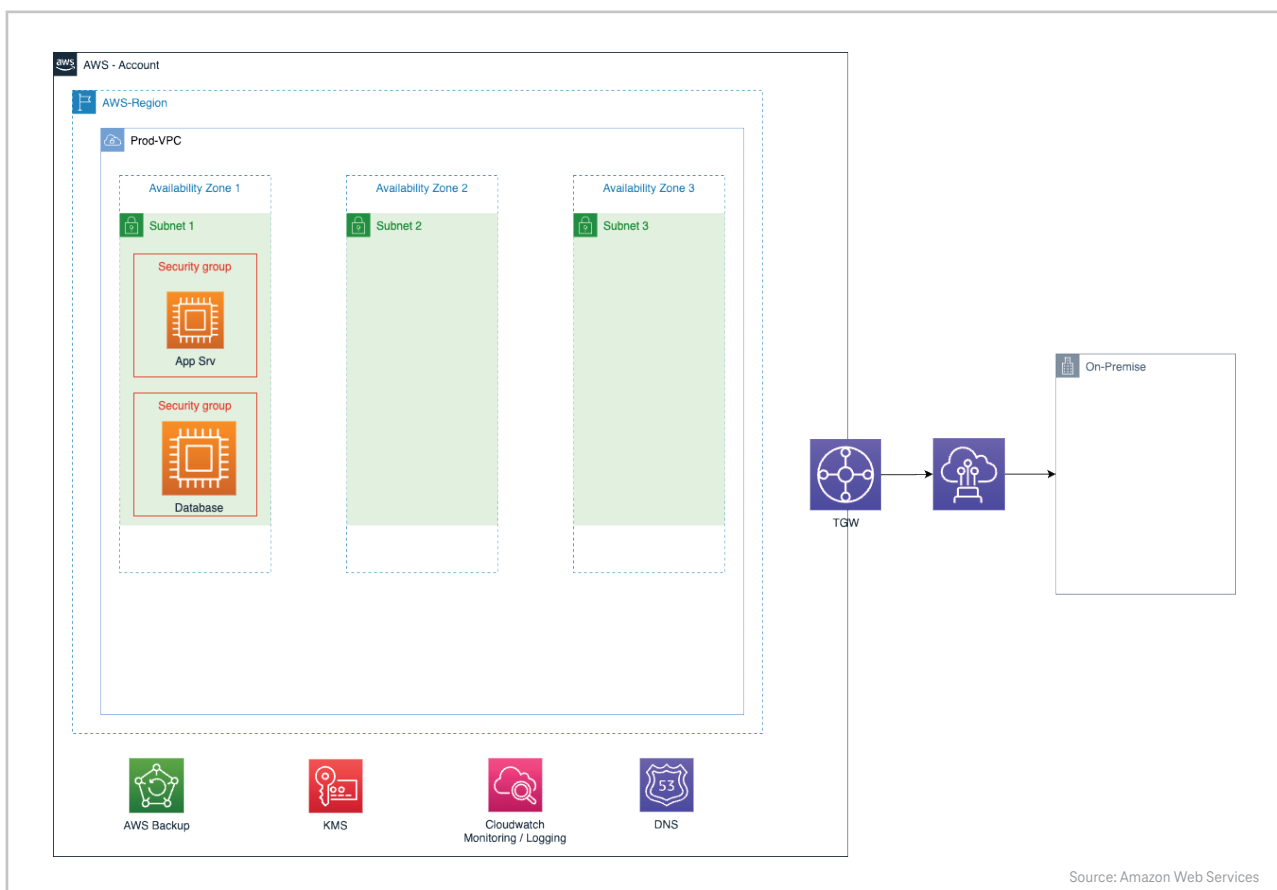 aws
AWS - Account
AWS-Region
Prod-VPC
Availability Zone 1
Availability Zone 2
Availability Zone 3
Subnet 1
Subnet 2
Subnet 3
Security group
App Srv
Security group
Database
On-Premise
TGW
53
AWS Backup
KMS
Cloudwatch
Monitoring / Logging
DNS
Source: Amazon Web Services